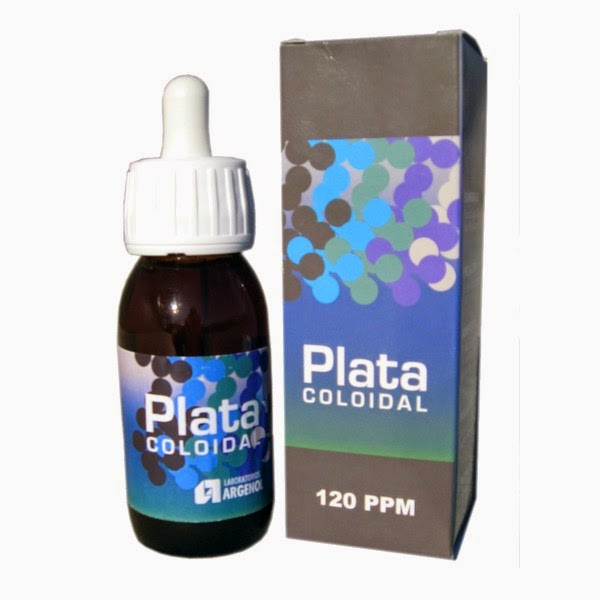 Plata
COLOIDAL
LABORATORIOS
ARGENOL
Plata
COLOIDAL
120 PPM